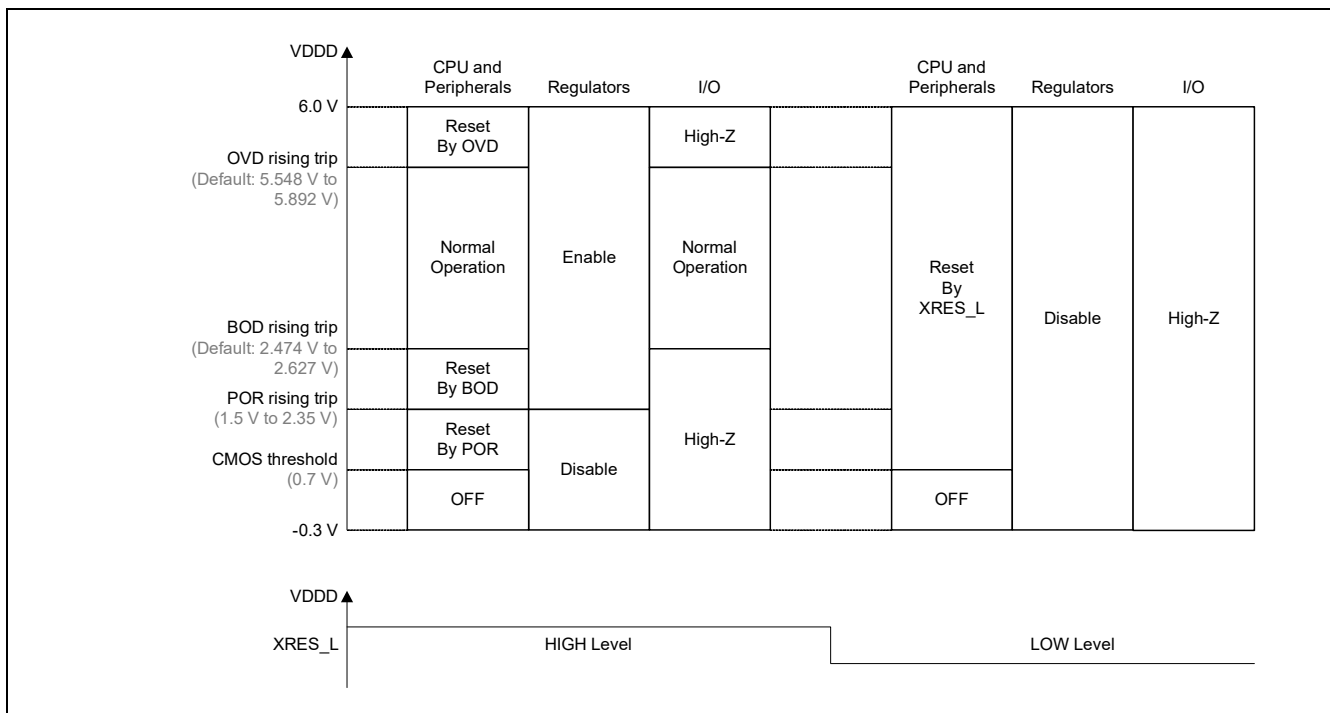 VDDD
CPU and
Peripherals
Regulators
I/O
CPU and
Peripherals
Regulators
I/O
6.0 V
Reset
By OVD
High-Z
OVD rising trip
(Default: 5.548 V to
5.892 V)
Normal
Operation
Enable
Normal
Operation
Reset
By
XRES_L
Disable
High-Z
BOD rising trip
(Default: 2.474 V to
2.627 V)
Reset
By BOD
POR rising trip
(1.5 V to 2.35 V)
Reset
By POR
High-Z
CMOS threshold
(0.7 V)
Disable
OFF
OFF
-0.3 V
VDDD
XRES_L
HIGH Level
LOW Level